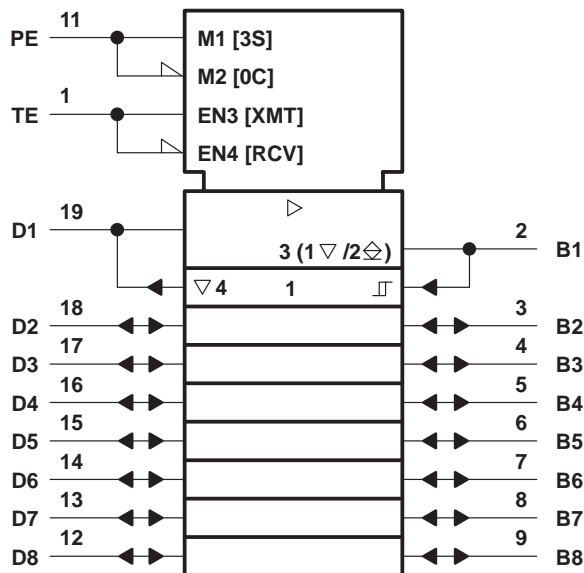 11
PE
M1 [3S]
M2 [0C]
1
TE
EN3 [XMT]
EN4 [RCV]
19
D1
▷
2
B1
3 (1 ▽ /2 ⎒)
▽ 4 1
18
D2
3
B2
17
D3
4
B3
16
D4
5
B4
15
D5
6
B5
14
D6
7
B6
13
D7
8
B7
12
D8
9
B8